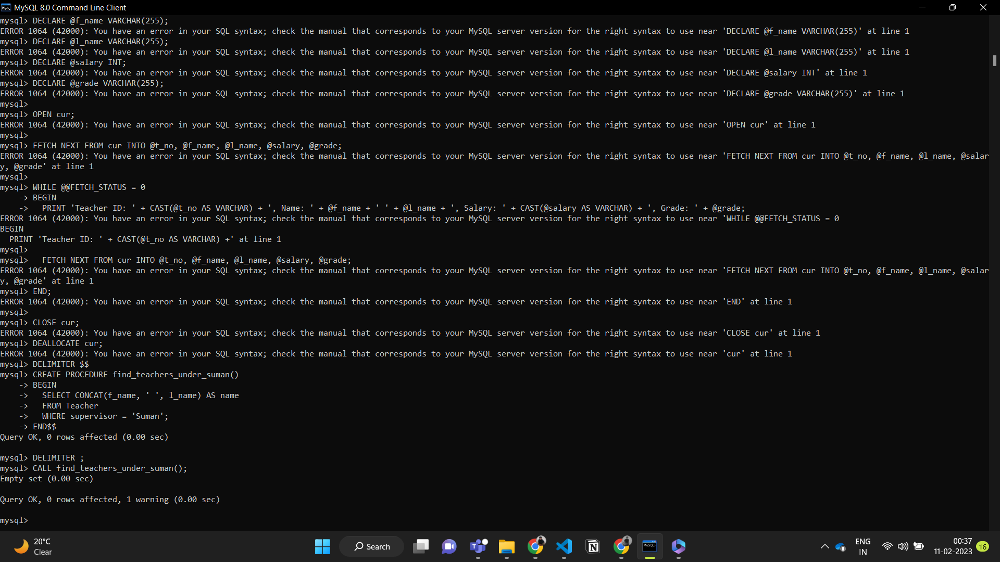 MySQL 8.0 Command Line Client
mysql> DECLARE @f_name VARCHAR(255);
ERROR 1064 (42000): You have an error in your SQL syntax; check the manual that corresponds to your MySQL server version for the right syntax to use near 'DECLARE @f_name VARCHAR(255)' at line 1
mysql> DECLARE @l_name VARCHAR(255);
ERROR 1064 (42000): You have an error in your SQL syntax; check the manual that corresponds to your MySQL server version for the right syntax to use near 'DECLARE @l_name VARCHAR(255)' at line 1
mysql> DECLARE @salary INT;
ERROR 1064 (42000): You have an error in your SQL syntax; check the manual that corresponds to your MySQL server version for the right syntax to use near 'DECLARE @salary INT' at line 1
mysql> DECLARE @grade VARCHAR(255);
ERROR 1064 (42000): You have an error in your SQL syntax; check the manual that corresponds to your MySQL server version for the right syntax to use near 'DECLARE @grade VARCHAR(255)' at line 1
mysql>
mysql> OPEN cur;
ERROR 1064 (42000): You have an error in your SQL syntax; check the manual that corresponds to your MySQL server version for the right syntax to use near 'OPEN cur' at line 1
mysql>
mysql> FETCH NEXT FROM cur INTO @t_no, @f_name, @l_name, @salary, @grade;
ERROR 1064 (42000): You have an error in your SQL syntax; check the manual that corresponds to your MySQL server version for the right syntax to use near 'FETCH NEXT FROM cur INTO @t_no, @f_name, @l_name, @salar
y, @grade' at line 1
mysql>
mysql> WHILE @@FETCH_STATUS = 0
    -> BEGIN
    ->   PRINT 'Teacher ID: ' + CAST(@t_no AS VARCHAR) + ', Name: ' + @f_name + ' ' + @l_name + ', Salary: ' + CAST(@salary AS VARCHAR) + ', Grade: ' + @grade;
ERROR 1064 (42000): You have an error in your SQL syntax; check the manual that corresponds to your MySQL server version for the right syntax to use near 'WHILE @@FETCH_STATUS = 0
BEGIN
  PRINT 'Teacher ID: ' + CAST(@t_no AS VARCHAR) +' at line 1
mysql>
mysql>   FETCH NEXT FROM cur INTO @t_no, @f_name, @l_name, @salary, @grade;
ERROR 1064 (42000): You have an error in your SQL syntax; check the manual that corresponds to your MySQL server version for the right syntax to use near 'FETCH NEXT FROM cur INTO @t_no, @f_name, @l_name, @salar
y, @grade' at line 1
mysql> END;
ERROR 1064 (42000): You have an error in your SQL syntax; check the manual that corresponds to your MySQL server version for the right syntax to use near 'END' at line 1
mysql>
mysql> CLOSE cur;
ERROR 1064 (42000): You have an error in your SQL syntax; check the manual that corresponds to your MySQL server version for the right syntax to use near 'CLOSE cur' at line 1
mysql> DEALLOCATE cur;
ERROR 1064 (42000): You have an error in your SQL syntax; check the manual that corresponds to your MySQL server version for the right syntax to use near 'cur' at line 1
mysql> DELIMITER $$
mysql> CREATE PROCEDURE find_teachers_under_suman()
    -> BEGIN
    ->   SELECT CONCAT(f_name, ' ', l_name) AS name
    ->   FROM Teacher
    ->   WHERE supervisor = 'Suman';
    -> END$$
Query OK, 0 rows affected (0.00 sec)
mysql> DELIMITER ;
mysql> CALL find_teachers_under_suman();
Empty set (0.00 sec)
Query OK, 0 rows affected, 1 warning (0.00 sec)
mysql>
20°C
Clear
Search
ENG
IN
00:37
11-02-2023
16